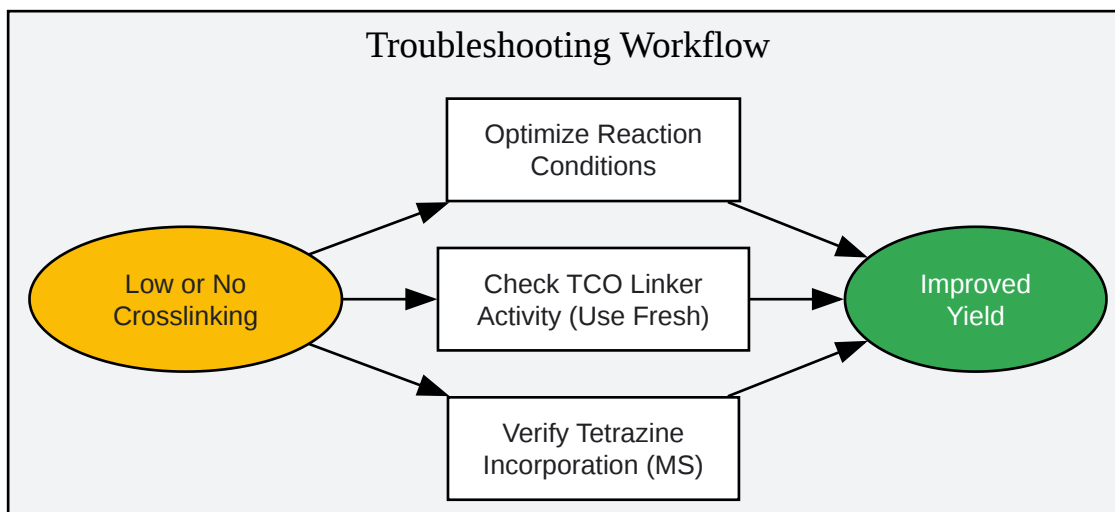 Troubleshooting Workflow
Optimize Reaction
Conditions
Low or No
Crosslinking
Check TCO Linker
Activity (Use Fresh)
Improved
Yield
Verify Tetrazine
Incorporation (MS)